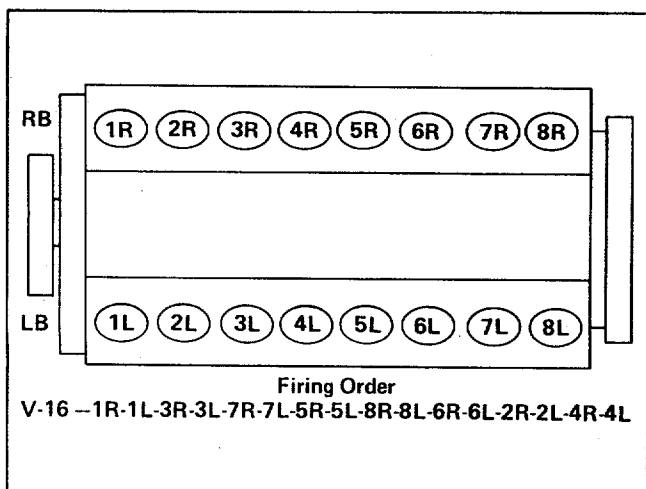 RB
1R 2R 3R 4R 5R 6R 7R 8R
LB
1L 2L 3L 4L 5L 6L 7L 8L
Firing Order
V-16 — 1R-1L-3R-3L-7R-7L-5R-5L-8R-8L-6R-6L-2R-2L-4R-4L